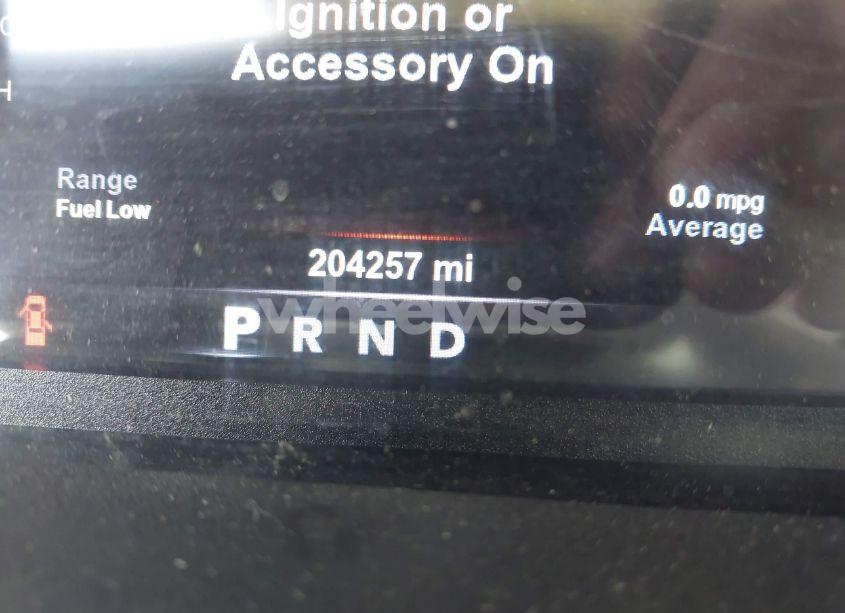 Ignition or
Accessory On
H
Range
Fuel Low
0.0 mpg
Average
204257 mi
wheelwise
P R N D